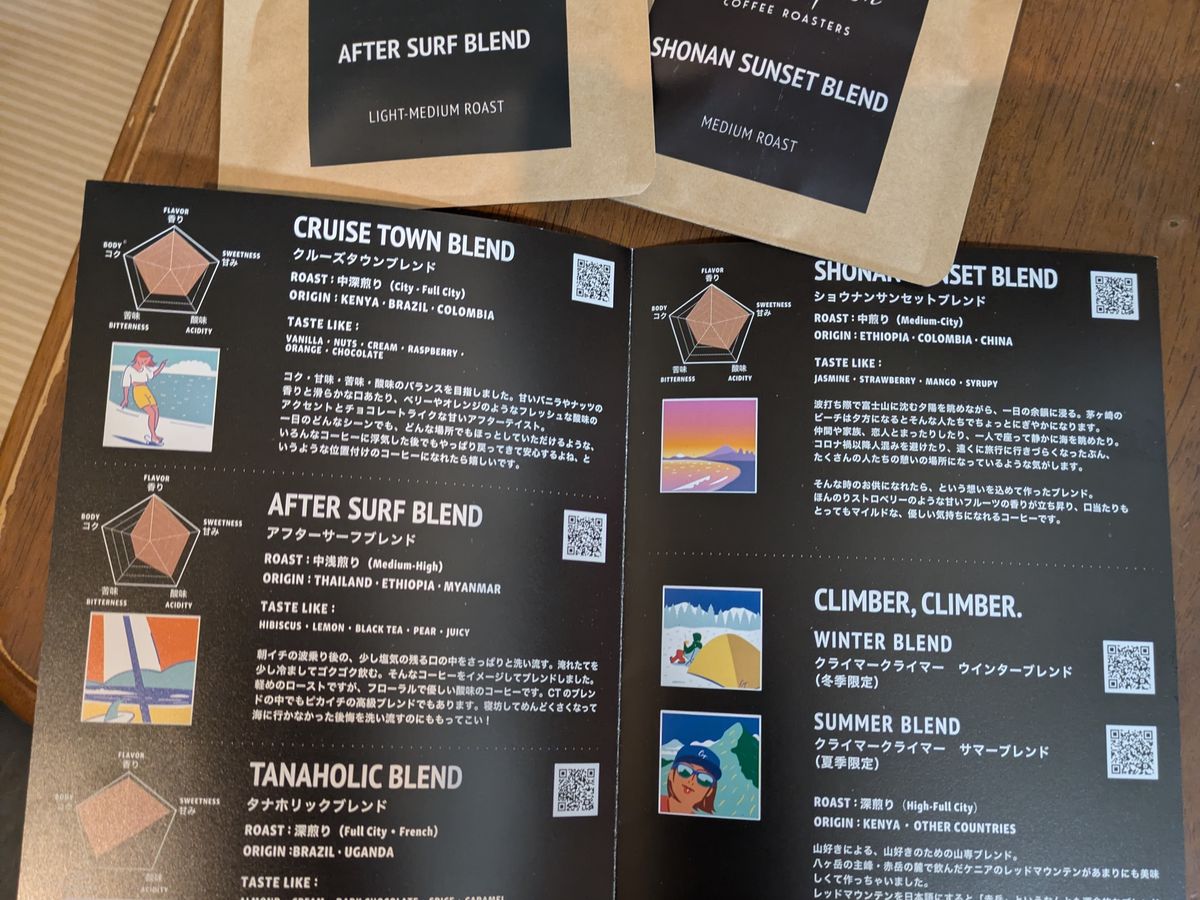 AFTER SURF BLEND
LIGHT-MEDIUM ROAST
COFFEE ROASTERS
SHONAN SUNSET BLEND
MEDIUM ROAST
FLAVOR
香り
BODY
コク
SWEETNESS
甘み
苦味
BITTERNESS
酸味
ACIDITY
CRUISE TOWN BLEND
クルーズタウンブレンド
ROAST：中深煎り（City - Full City）
ORIGIN：KENYA・BRAZIL・COLOMBIA
TASTE LIKE：
VANILLA・NUTS・CREAM・RASPBERRY・
ORANGE・CHOCOLATE
コク・甘味・苦味・酸味のバランスを目指しました。甘いバニラやナッツの
香りと滑らかな口あたり、ベリーやオレンジのようなフレッシュな酸味の
アクセントとチョコレートライクな甘いアフターテイスト。
一日のどんなシーンでも、どんな場所でもほっとしていただけるような、
いろんなコーヒーに浮気した後でもやっぱり戻ってきて安心するよね、と
いうような位置付けのコーヒーになれたら嬉しいです。
FLAVOR
香り
BODY
コク
SWEETNESS
甘み
苦味
BITTERNESS
酸味
ACIDITY
AFTER SURF BLEND
アフターサーフブレンド
ROAST：中浅煎り（Medium-High）
ORIGIN：THAILAND・ETHIOPIA・MYANMAR
TASTE LIKE：
HIBISCUS・LEMON・BLACK TEA・PEAR・JUICY
朝イチの波乗り後の、少し塩気の残る口の中をさっぱりと洗い流す。淹れたてを
少し冷ましてゴクゴク飲む。そんなコーヒーをイメージしてブレンドしました。
軽めのローストですが、フローラルで優しい酸味のコーヒーです。CTのブレン
ドの中でもピカイチの高級ブレンドでもあります。寝坊してめんどくさくなって
海に行かなかった後悔を洗い流すのにももってこい！
FLAVOR
香り
BODY
コク
SWEETNESS
甘み
酸味
ACIDITY
TANAHOLIC BLEND
タナホリックブレンド
ROAST：深煎り（Full City・French）
ORIGIN：BRAZIL・UGANDA
TASTE LIKE：
ALMOND・CREAM・DARK CHOCOLATE・SPICE・CARAMEL
FLAVOR
香り
BODY
コク
SWEETNESS
甘み
苦味
BITTERNESS
酸味
ACIDITY
SHONAN SUNSET BLEND
ショウナンサンセットブレンド
ROAST：中煎り（Medium-City）
ORIGIN：ETHIOPIA・COLOMBIA・CHINA
TASTE LIKE：
JASMINE・STRAWBERRY・MANGO・SYRUPY
波打ち際で富士山に沈む夕陽を眺めながら、一日の余韻に浸る。茅ヶ崎の
ビーチは夕方になるとそんな人たちでちょっとにぎやかになります。
仲間や家族、恋人とまったりしたり、一人で座って静かに海を眺めたり。
コロナ禍以降人混みを避けたり、遠くに旅行に行きづらくなったぶん、
たくさんの人たちの憩いの場所になっているような気がします。
そんな時のお供になれたら、という想いを込めて作ったブレンド。
ほんのりストロベリーのような甘いフルーツの香りが立ち昇り、口当たりも
とってもマイルドな、優しい気持ちになれるコーヒーです。
CLIMBER, CLIMBER.
WINTER BLEND
クライマークライマー　ウインターブレンド
（冬季限定）
SUMMER BLEND
クライマークライマー　サマーブレンド
（夏季限定）
ROAST：深煎り（High-Full City）
ORIGIN：KENYA・OTHER COUNTRIES
山好きによる、山好きのための山専ブレンド。
八ヶ岳の主峰・赤岳の麓で飲んだケニアのレッドマウンテンがあまりにも美味
しくて作っちゃいました。
レッドマウンテンを日本語にすると「赤岳」